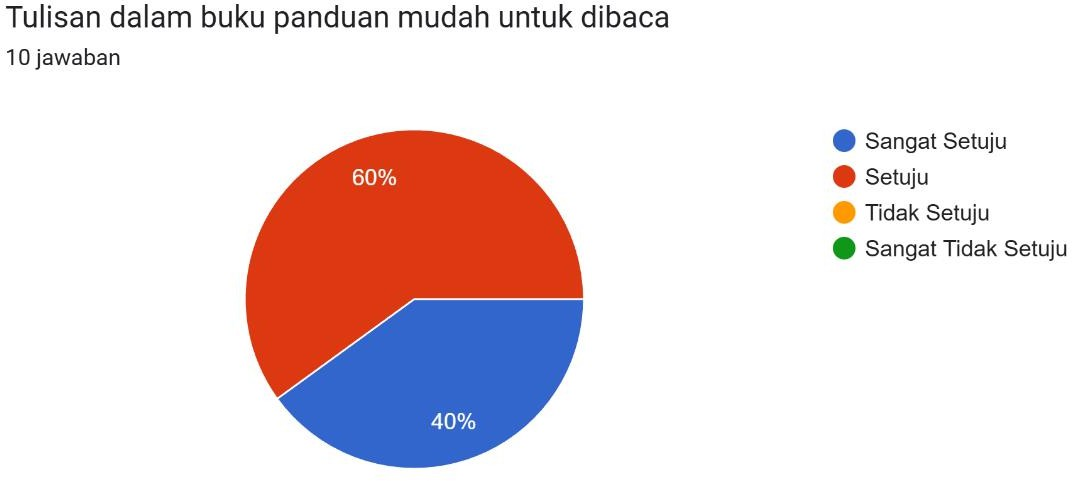 Tulisan dalam buku panduan mudah untuk dibaca
10 jawaban
60%
40%
Sangat Setuju
Setuju
Tidak Setuju
Sangat Tidak Setuju